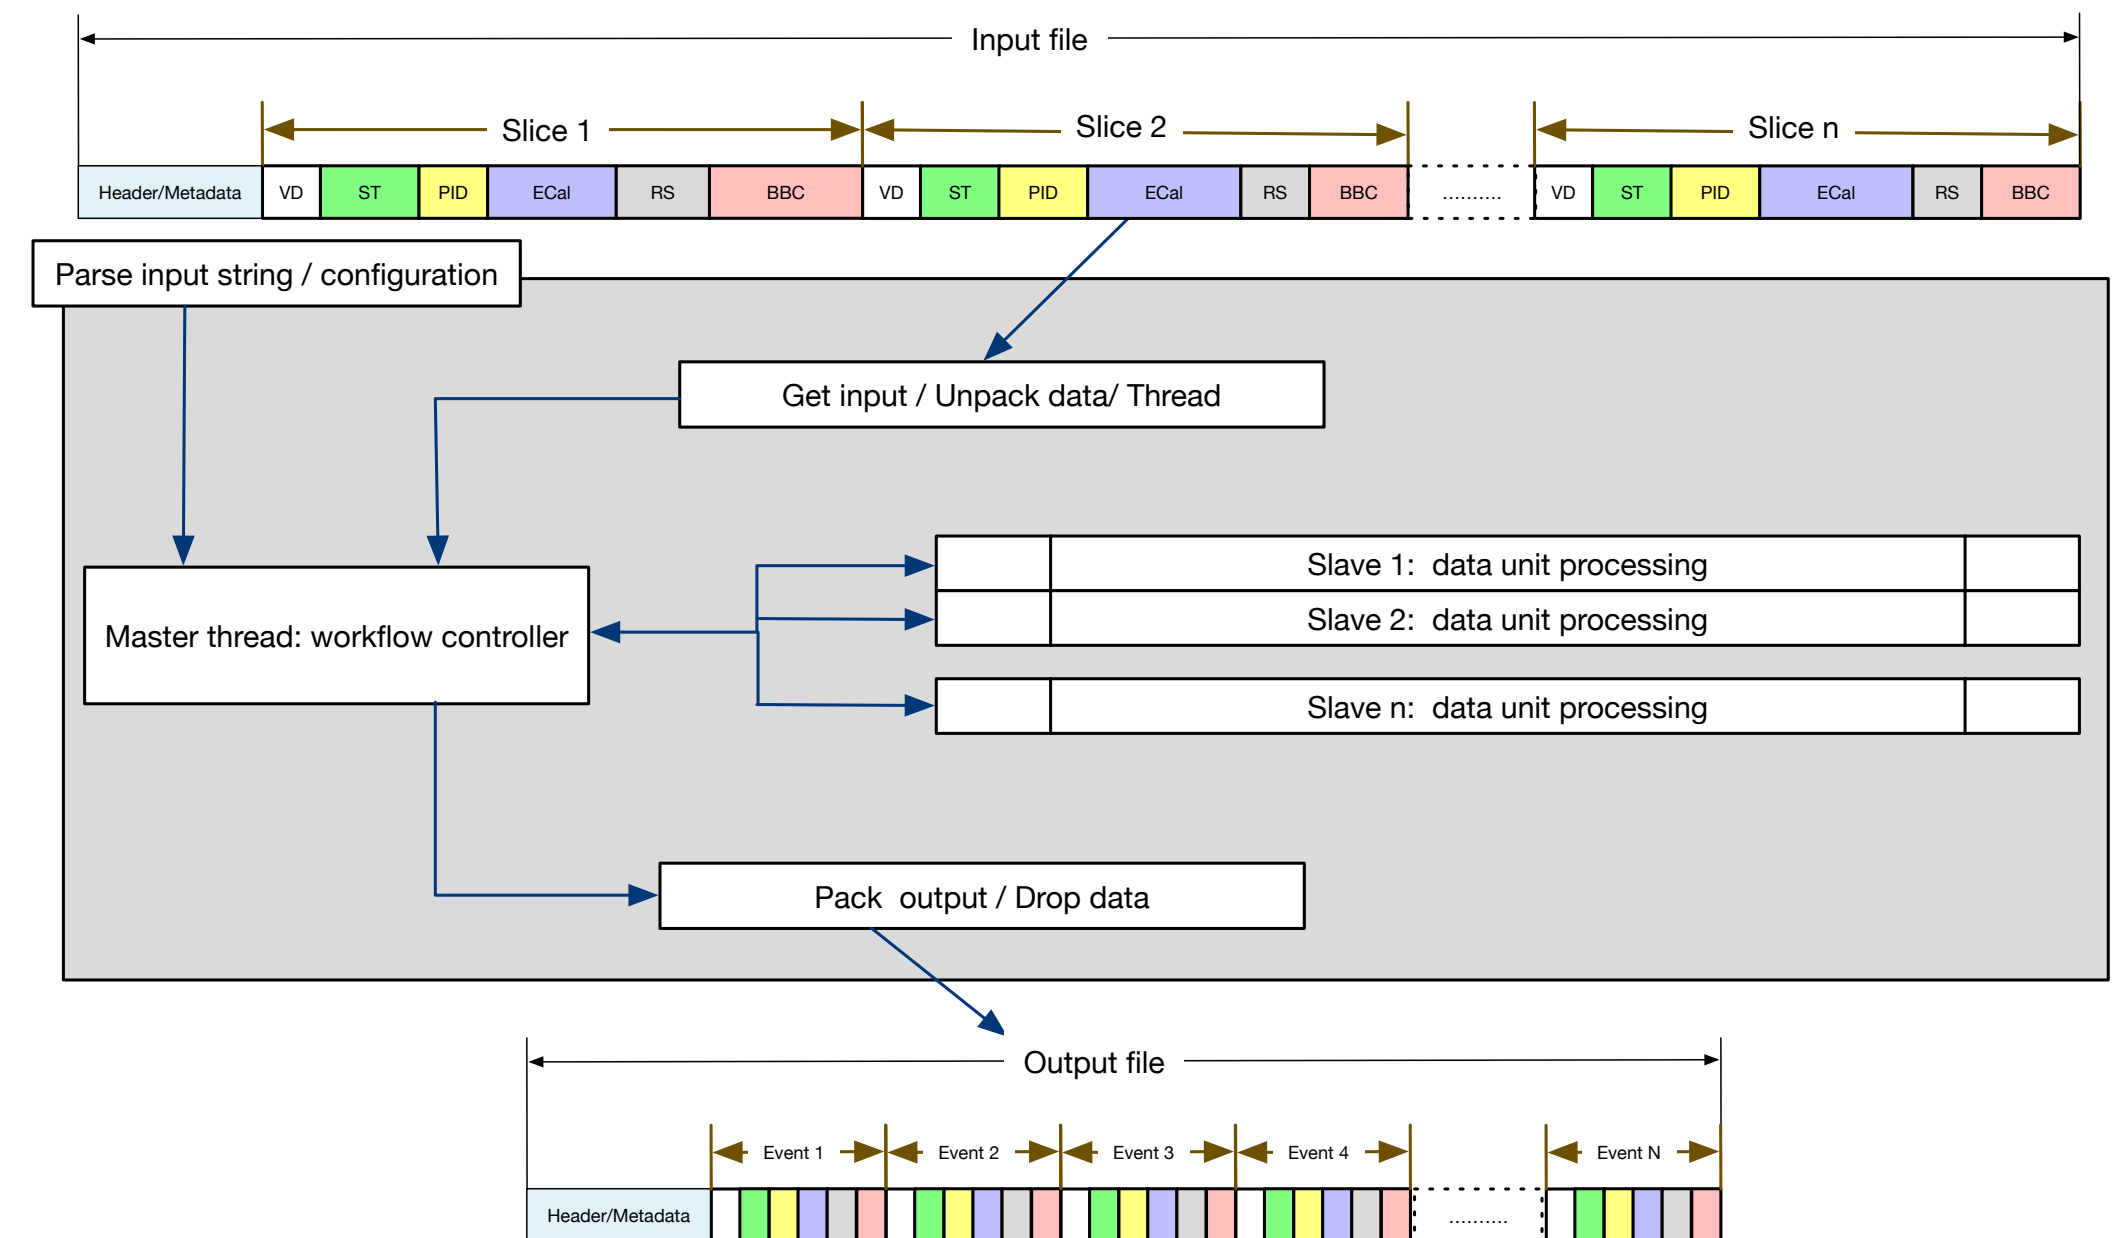 Input file
Slice 1
Slice 2
Slice n
Header/Metadata VD ST PID ECal RS BBC VD ST PID ECal RS BBC .......... VD ST PID ECal RS BBC
Parse input string / configuration
Get input / Unpack data/ Thread
Slave 1: data unit processing
Slave 2: data unit processing
Master thread: workflow controller
Slave n: data unit processing
Pack output / Drop data
Output file
Event 1 Event 2 Event 3 Event 4 Event N
Header/Metadata ..........